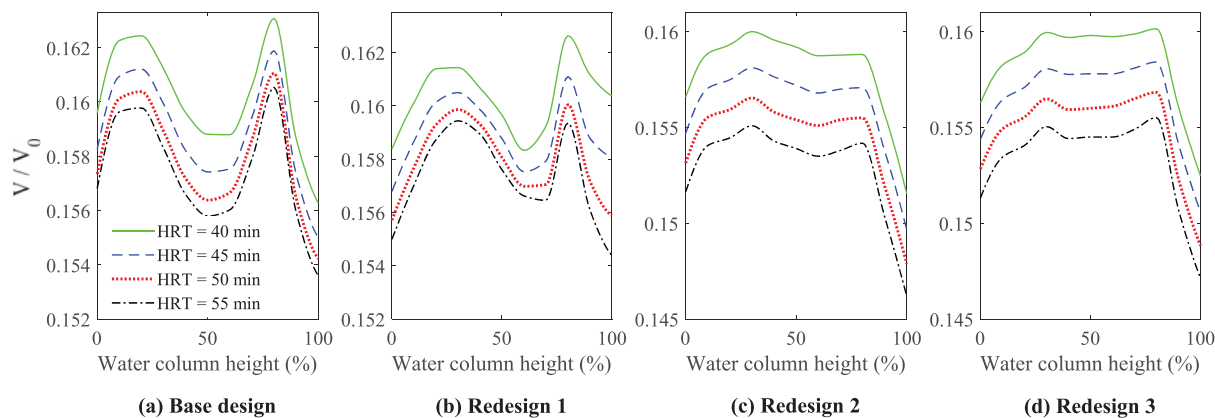 V / V0
0.162
0.16
0.158
0.156
0.154
0.152
HRT = 40 min
HRT = 45 min
HRT = 50 min
HRT = 55 min
0 50 100
Water column height (%)
(a) Base design
0.162
0.16
0.158
0.156
0.154
0.152
0 50 100
Water column height (%)
(b) Redesign 1
0.16
0.155
0.15
0.145
0 50 100
Water column height (%)
(c) Redesign 2
0.16
0.155
0.15
0.145
0 50 100
Water column height (%)
(d) Redesign 3